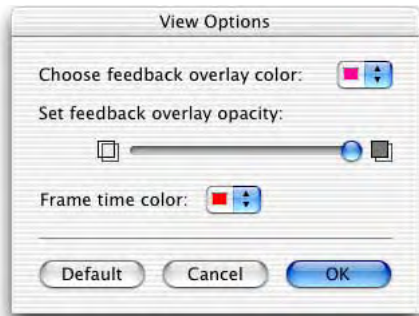 View Options
Choose feedback overlay color:
Set feedback overlay opacity:
Frame time color:
Default Cancel OK